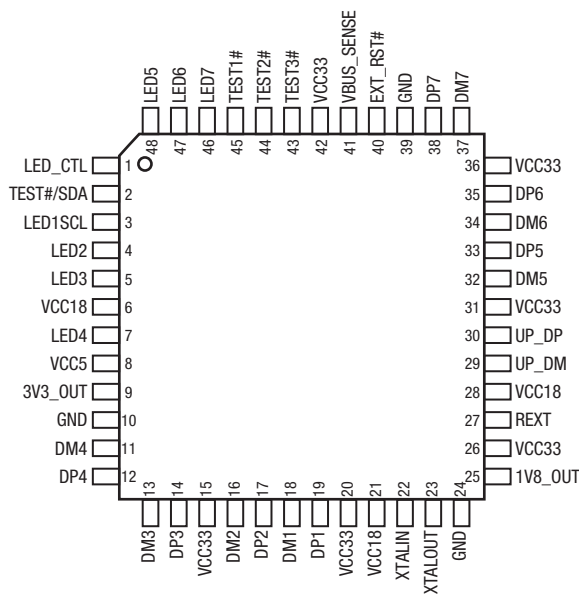 LED5
LED6
LED7
TEST1#
TEST2#
TEST3#
VCC33
VBUS_SENSE
EXT_RST#
GND
DP7
DM7
48
47
46
45
44
43
42
41
40
39
38
37
LED_CTL 1
TEST#/SDA 2
LED1SCL 3
LED2 4
LED3 5
VCC18 6
LED4 7
VCC5 8
3V3_OUT 9
GND 10
DM4 11
DP4 12
36 VCC33
35 DP6
34 DM6
33 DP5
32 DM5
31 VCC33
30 UP_DP
29 UP_DM
28 VCC18
27 REXT
26 VCC33
25 1V8_OUT
13
14
15
16
17
18
19
20
21
22
23
24
DM3
DP3
VCC33
DM2
DP2
DM1
DP1
VCC33
VCC18
XTALIN
XTALOUT
GND